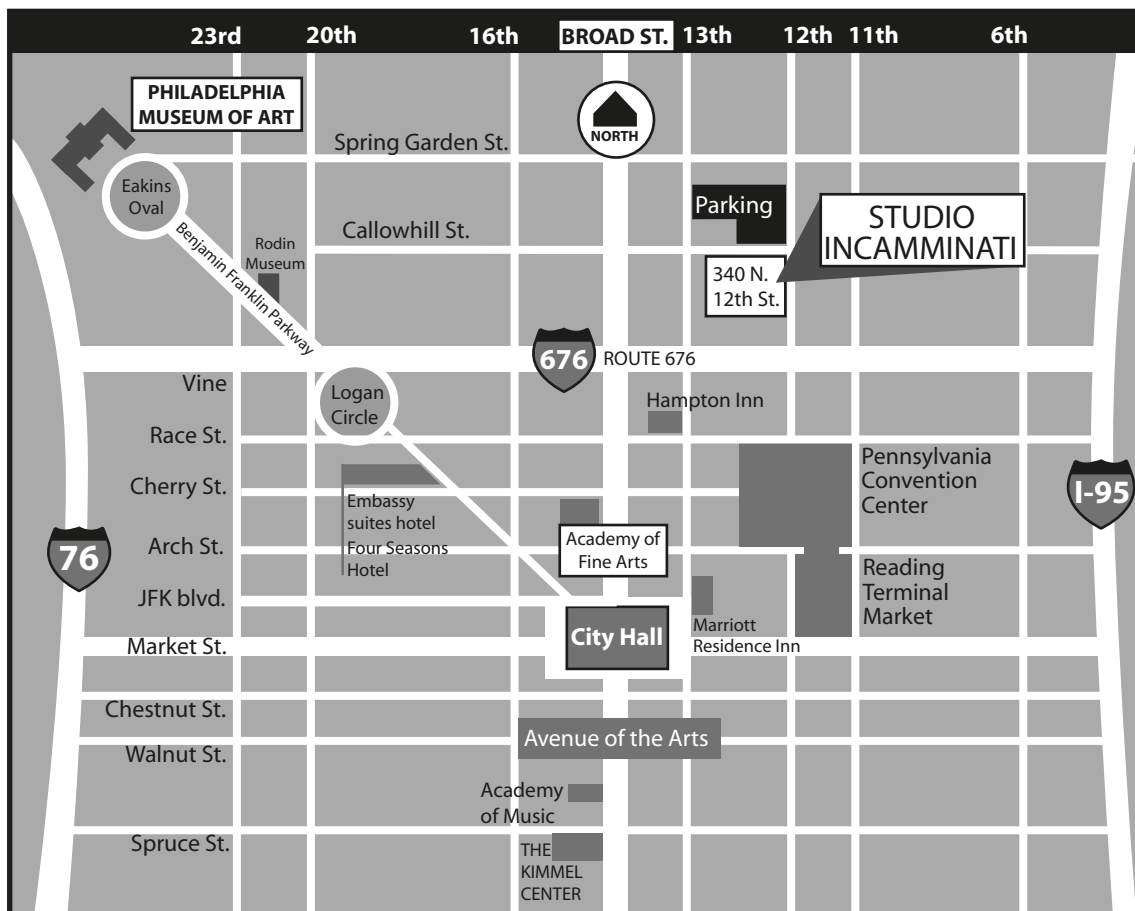 23rd 20th 16th BROAD ST. 13th 12th 11th 6th
PHILADELPHIA
MUSEUM OF ART
NORTH
Spring Garden St.
Eakins
Oval
Parking
STUDIO
INCAMMINATI
Callowhill St.
Benjamin Franklin Parkway
Rodin
Museum
340 N.
12th St.
676
ROUTE 676
Vine
Logan
Circle
Hampton Inn
Race St.
Pennsylvania
Convention
Center
Cherry St.
Embassy
suites hotel
Four Seasons
Hotel
I-95
76
Arch St.
Academy of
Fine Arts
Reading
Terminal
Market
JFK blvd.
City Hall
Marriott
Residence Inn
Market St.
Chestnut St.
Avenue of the Arts
Walnut St.
Academy
of Music
Spruce St.
THE
KIMMEL
CENTER